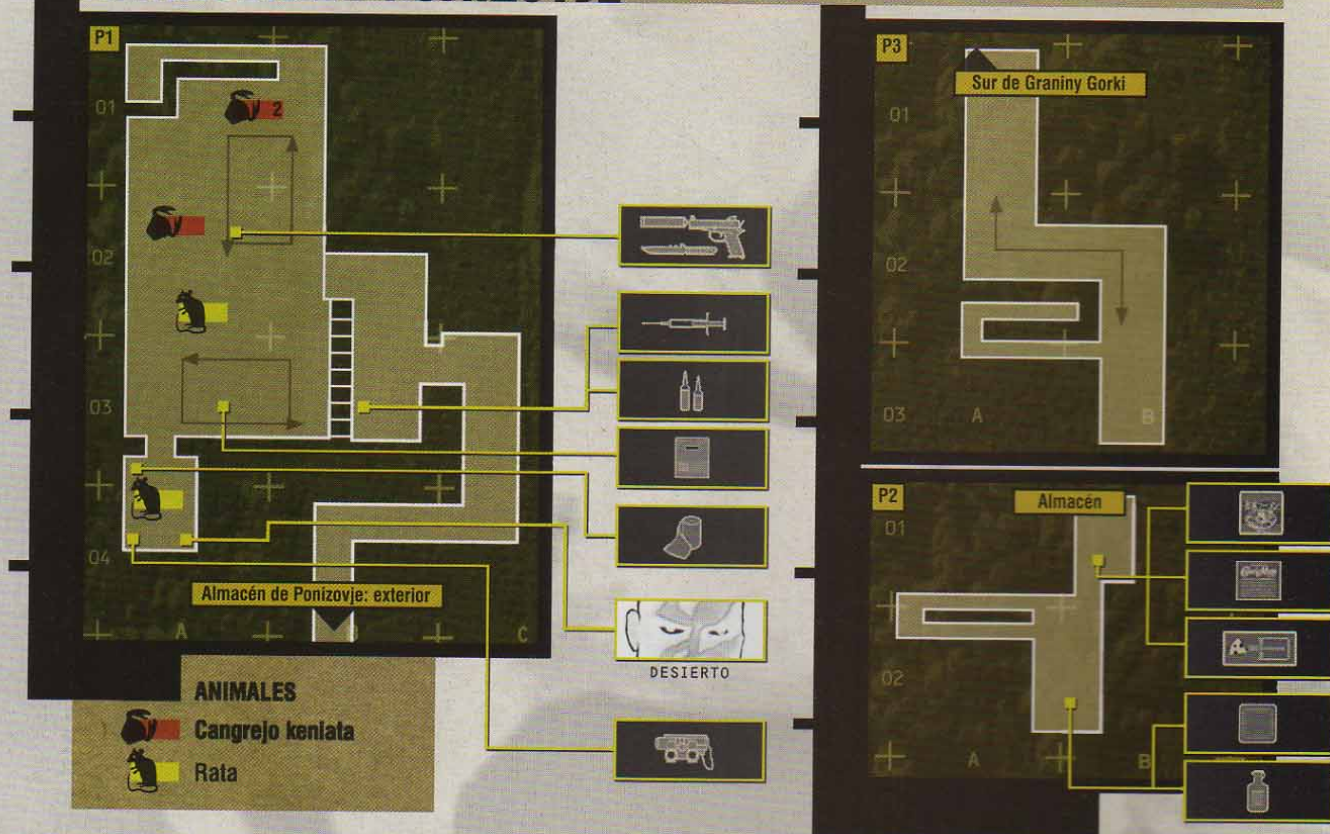 P1
01
2
02
03
04
Almacén de Ponizovje: exterior
A
C
DESIERTO
ANIMALES
Cangrejo keniata
Rata
P3
Sur de Graniny Gorki
01
02
03
A
B
P2
Almacén
01
02
A
B